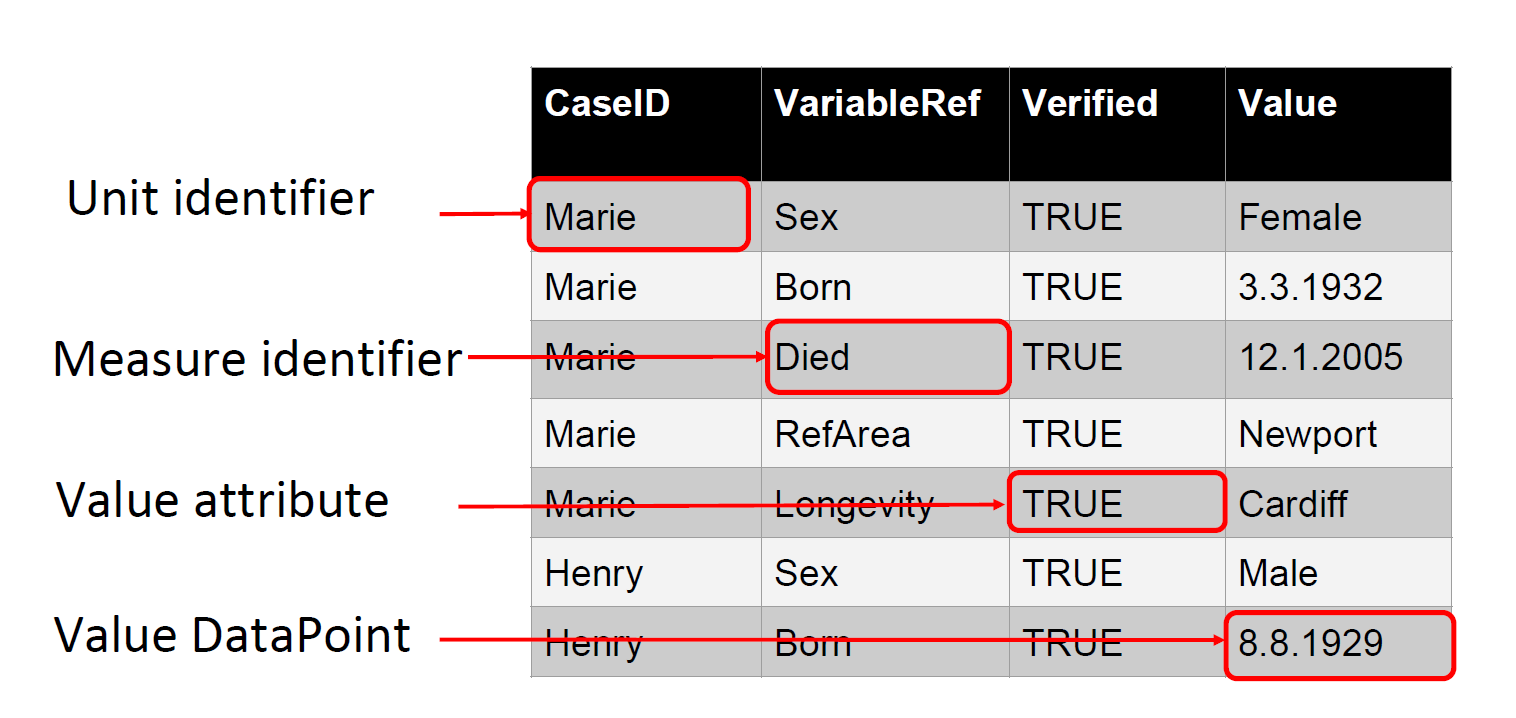 CaseID VariableRef Verified Value
Unit identifier
Marie Sex TRUE Female
Marie Born TRUE 3.3.1932
Measure identifier
Marie Died TRUE 12.1.2005
Marie RefArea TRUE Newport
Value attribute
Marie Longevity TRUE Cardiff
Henry Sex TRUE Male
Value DataPoint
Henry Born TRUE 8.8.1929